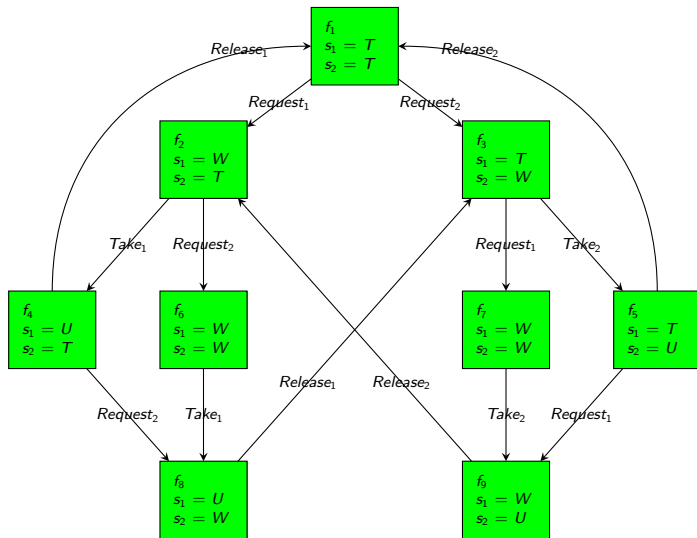 f₁
s₁ = T
s₂ = T
Release₁
Release₂
Request₁
Request₂
f₂
s₁ = W
s₂ = T
f₃
s₁ = T
s₂ = W
Take₁
Request₂
Request₁
Take₂
f₄
s₁ = U
s₂ = T
f₆
s₁ = W
s₂ = W
f₇
s₁ = W
s₂ = W
f₅
s₁ = T
s₂ = U
Release₁
Release₂
Request₂
Take₁
Take₂
Request₁
f₈
s₁ = U
s₂ = W
f₉
s₁ = W
s₂ = U